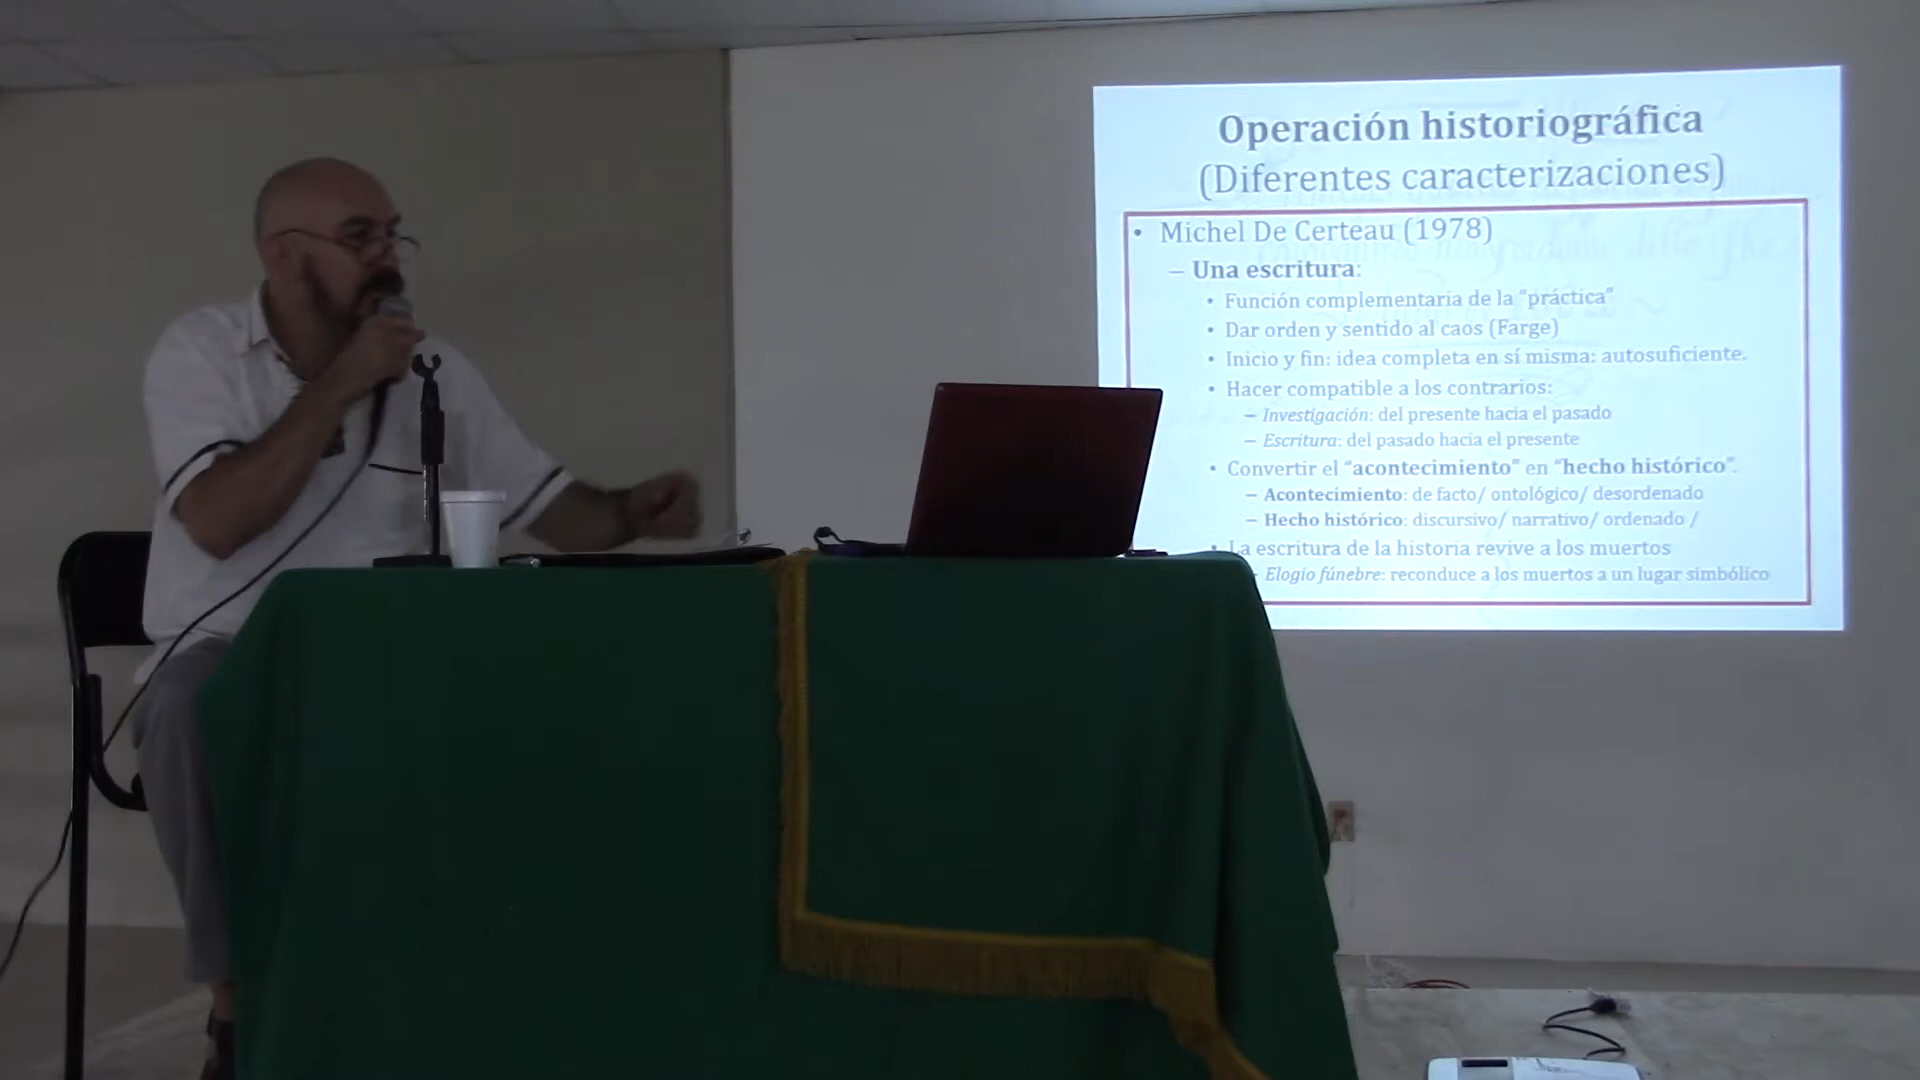 Operación historiográfica
(Diferentes caracterizaciones)
• Michel De Certeau (1978)
– Una escritura:
• Función complementaria de la “práctica”
• Dar orden y sentido al caos (Farge)
• Inicio y fin: idea completa en sí misma: autosuficiente.
• Hacer compatible a los contrarios:
– Investigación: del presente hacia el pasado
– Escritura: del pasado hacia el presente
• Convertir el “acontecimiento” en “hecho histórico”.
– Acontecimiento: de facto/ ontológico/ desordenado
– Hecho histórico: discursivo/ narrativo/ ordenado /
• La escritura de la historia revive a los muertos
Elogio fúnebre: reconduce a los muertos a un lugar simbólico